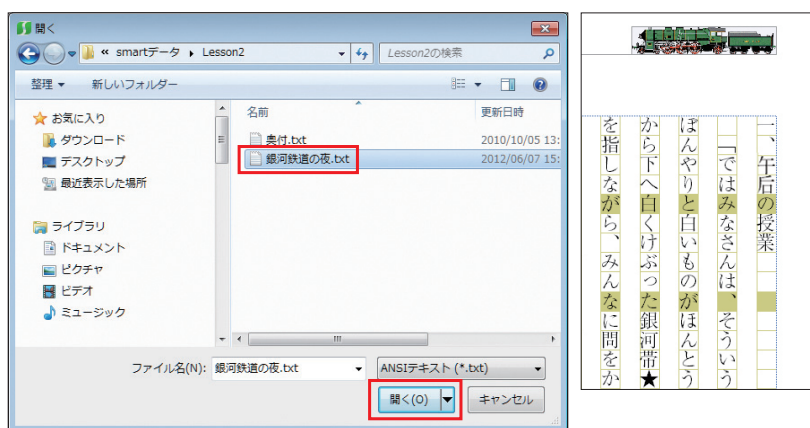 開く
« smartデータ ▸ Lesson2
Lesson2の検索
整理 ▼ 新しいフォルダー
お気に入り
ダウンロード
デスクトップ
最近表示した場所
ライブラリ
ドキュメント
ピクチャ
ビデオ
ミュージック
名前 更新日時
奥付.txt 2010/10/05 13:
銀河鉄道の夜.txt 2012/06/07 15:
ファイル名(N): 銀河鉄道の夜.txt ANSIテキスト (*.txt)
開く(O) キャンセル
一、午后の授業
「ではみなさんは、そういう
ぼんやりと白いものがほんとう
から下へ白くけぶった銀河帯★
を指しながら、みんなに問をか